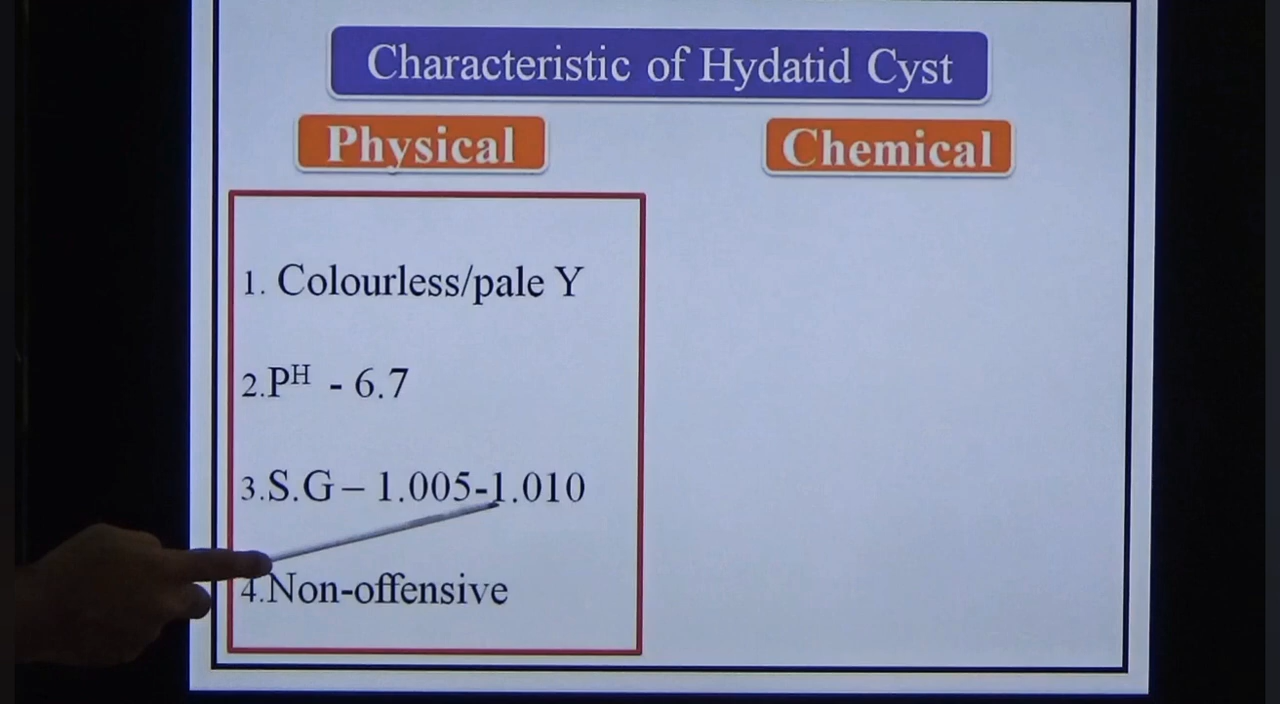 Characteristic of Hydatid Cyst
Physical
Chemical
1. Colourless/pale Y
2.Pᴴ - 6.7
3.S.G – 1.005-1.010
4.Non-offensive